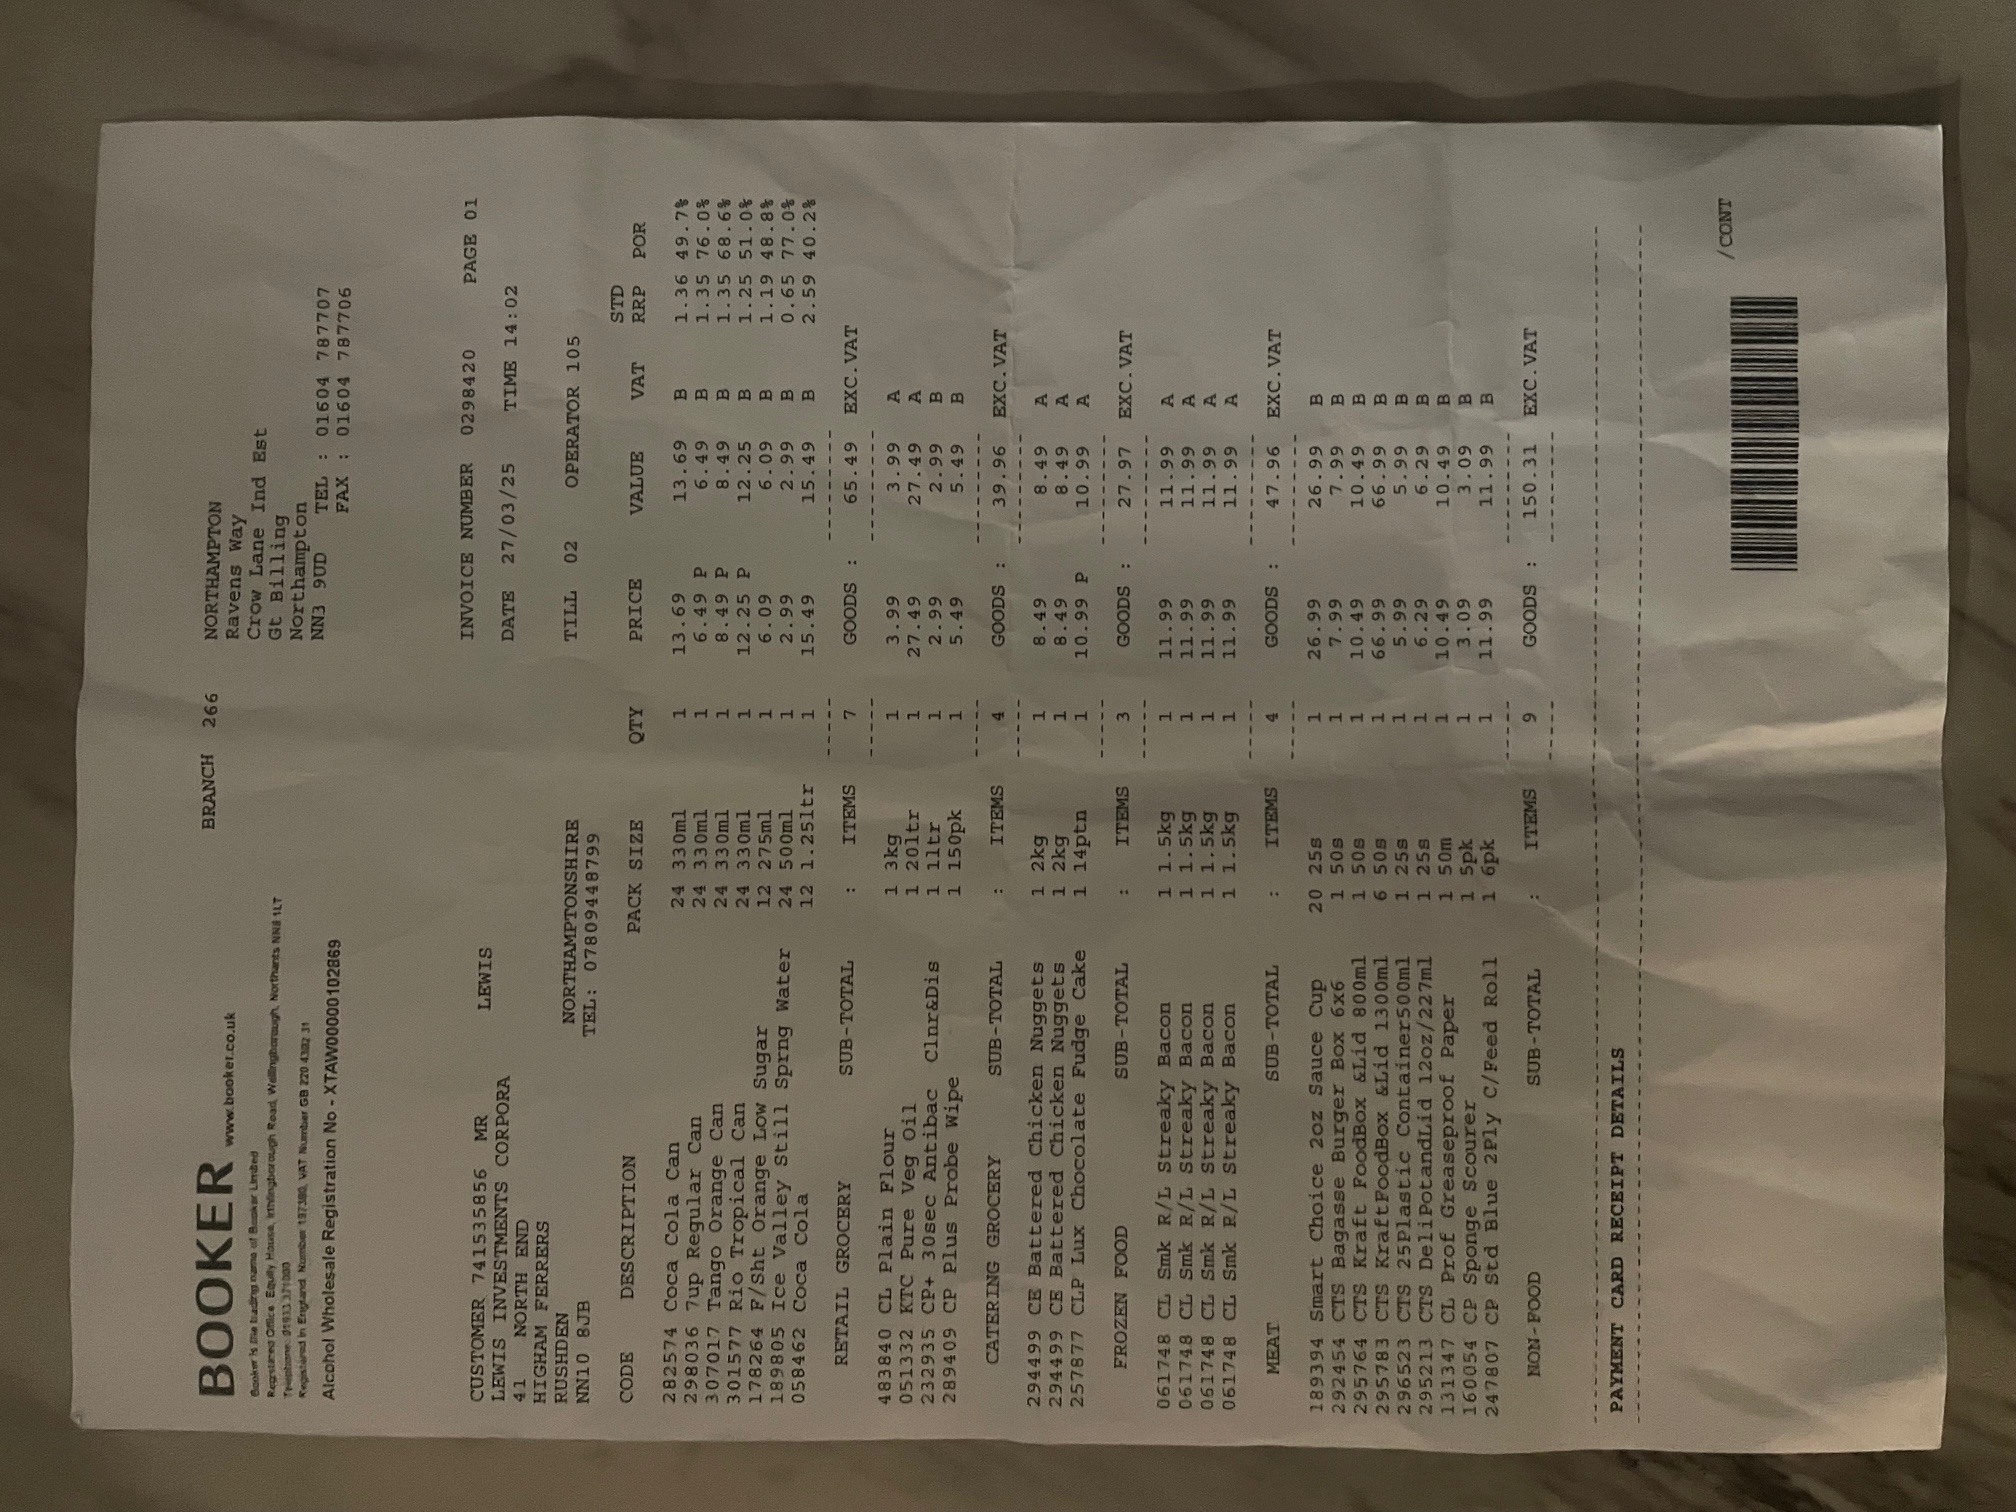 BOOKER www.booker.co.uk
Booker is the trading name of Booker Limited
Registered Office: Equity House, Irthlingborough Road, Wellingborough, Northants NN8 1LT
Telephone: 01933 371000
Registered in England, Number 197380, VAT Number GB 220 4302 31
Alcohol Wholesale Registration No - XTAW00000102869
BRANCH 266
NORTHAMPTON
Ravens Way
Crow Lane Ind Est
Gt Billing
Northampton
NN3 9UD TEL : 01604 787707
FAX : 01604 787706
CUSTOMER 741535856 MR LEWIS
LEWIS INVESTMENTS CORPORA
41 NORTH END
HIGHAM FERRERS
RUSHDEN NORTHAMPTONSHIRE
NN10 8JB TEL: 07809448799
INVOICE NUMBER 0298420 PAGE 01
DATE 27/03/25 TIME 14:02
TILL 02 OPERATOR 105
CODE DESCRIPTION PACK SIZE QTY PRICE VALUE VAT STD RRP POR
282574 Coca Cola Can 24 330ml 1 13.69 13.69 B 1.36 49.7%
298036 7up Regular Can 24 330ml 1 6.49 P 6.49 B 1.35 76.0%
307017 Tango Orange Can 24 330ml 1 8.49 P 8.49 B 1.35 68.6%
301577 Rio Tropical Can 24 330ml 1 12.25 P 12.25 B 1.25 51.0%
178264 F/Sht Orange Low Sugar 12 275ml 1 6.09 6.09 B 1.19 48.8%
189805 Ice Valley Still Sprng Water 24 500ml 1 2.99 2.99 B 0.65 77.0%
058462 Coca Cola 12 1.25ltr 1 15.49 15.49 B 2.59 40.2%
RETAIL GROCERY SUB-TOTAL : ITEMS 7 GOODS : 65.49 EXC.VAT
483840 CL Plain Flour 1 3kg 1 3.99 3.99 A
051332 KTC Pure Veg Oil 1 20ltr 1 27.49 27.49 A
232935 CP+ 30sec Antibac Clnr&Dis 1 1ltr 1 2.99 2.99 B
289409 CP Plus Probe Wipe 1 150pk 1 5.49 5.49 B
CATERING GROCERY SUB-TOTAL : ITEMS 4 GOODS : 39.96 EXC.VAT
294499 CE Battered Chicken Nuggets 1 2kg 1 8.49 8.49 A
294499 CE Battered Chicken Nuggets 1 2kg 1 8.49 8.49 A
257877 CLP Lux Chocolate Fudge Cake 1 14ptn 1 10.99 P 10.99 A
FROZEN FOOD SUB-TOTAL : ITEMS 3 GOODS : 27.97 EXC.VAT
061748 CL Smk R/L Streaky Bacon 1 1.5kg 1 11.99 11.99 A
061748 CL Smk R/L Streaky Bacon 1 1.5kg 1 11.99 11.99 A
061748 CL Smk R/L Streaky Bacon 1 1.5kg 1 11.99 11.99 A
061748 CL Smk R/L Streaky Bacon 1 1.5kg 1 11.99 11.99 A
MEAT SUB-TOTAL : ITEMS 4 GOODS : 47.96 EXC.VAT
189394 Smart Choice 2oz Sauce Cup 20 25s 1 26.99 26.99 B
292454 CTS Bagasse Burger Box 6x6 1 50s 1 7.99 7.99 B
295764 CTS Kraft FoodBox &Lid 800ml 1 50s 1 10.49 10.49 B
295783 CTS KraftFoodBox &Lid 1300ml 6 50s 1 66.99 66.99 B
296523 CTS 25Plastic Container500ml 1 25s 1 5.99 5.99 B
295213 CTS DeliPotandLid 12oz/227ml 1 25s 1 6.29 6.29 B
131347 CL Prof Greaseproof Paper 1 50m 1 10.49 10.49 B
160054 CP Sponge Scourer 1 5pk 1 3.09 3.09 B
247807 CP Std Blue 2Ply C/Feed Roll 1 6pk 1 11.99 11.99 B
NON-FOOD SUB-TOTAL : ITEMS 9 GOODS : 150.31 EXC.VAT
PAYMENT CARD RECEIPT DETAILS
/CONT